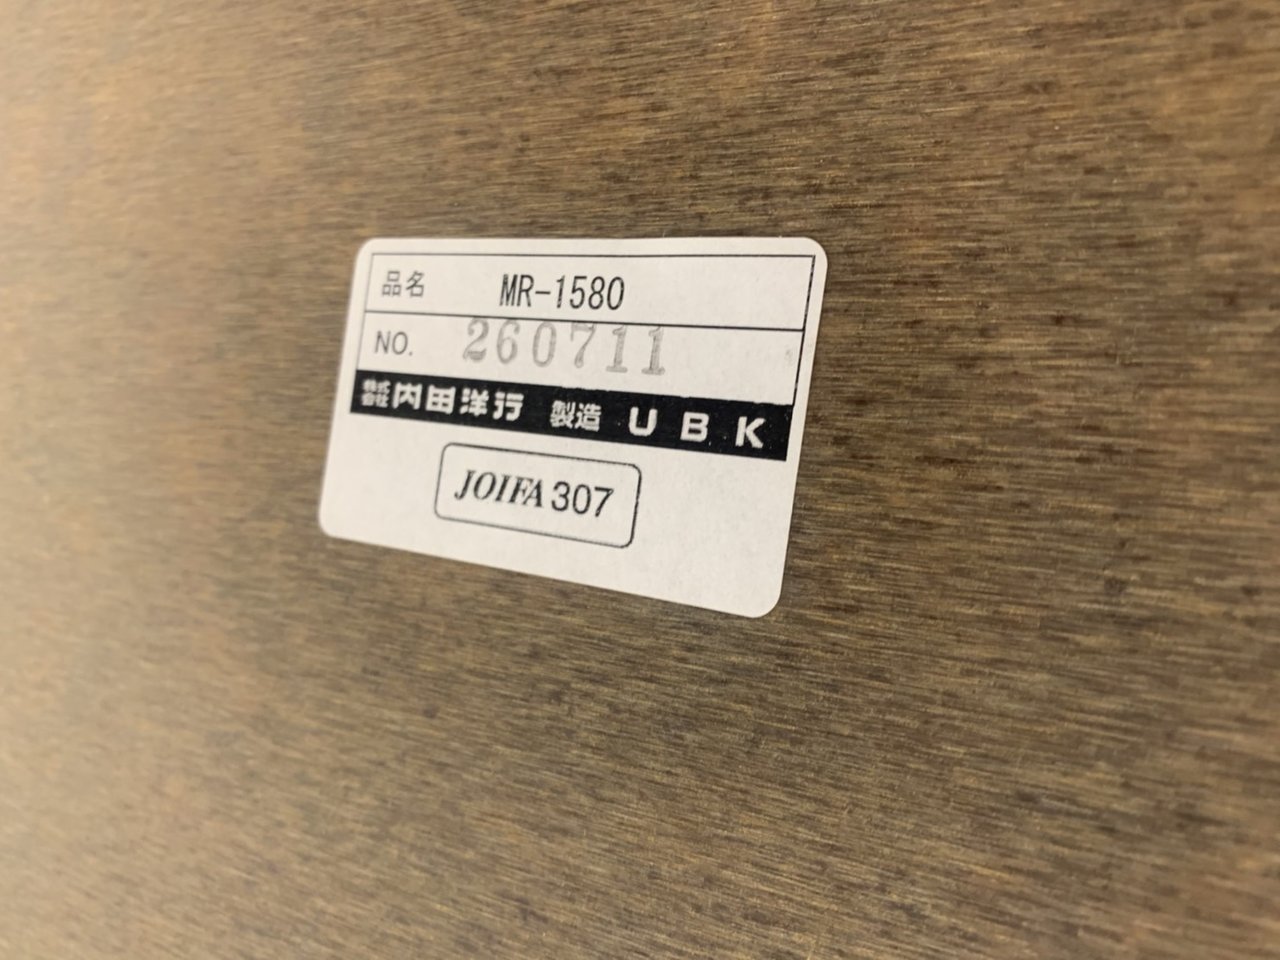 品名 MR-1580
NO. 260711
株式会社 内田洋行 製造 UBK
JOIFA 307